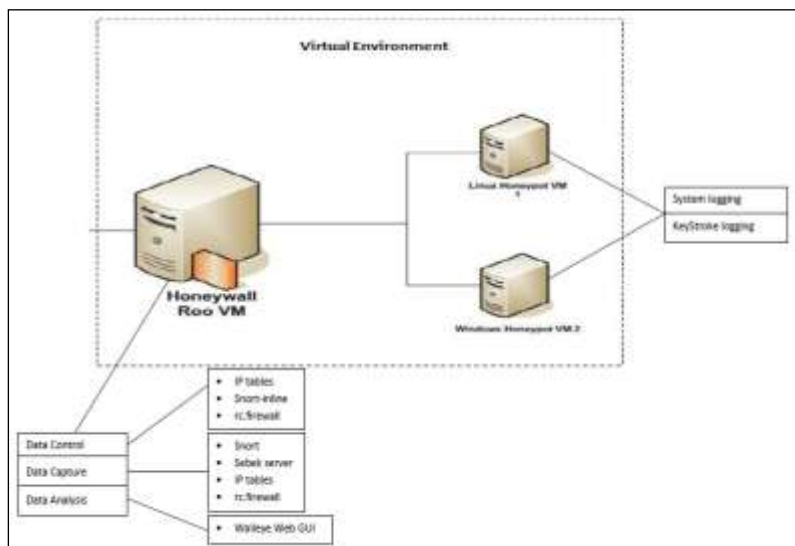 Virtual Environment
Linux Honeypot VM
1
System logging
KeyStroke logging
Honeywall
Roo VM
Windows Honeypot VM 2
• IP tables
• Snort-inline
• rc.firewall
Data Control
Data Capture
Data Analysis
• Snort
• Sebek server
• IP tables
• rc.firewall
• Walleye Web GUI